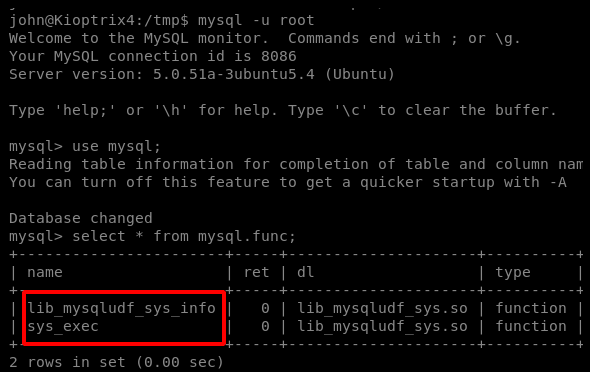 john@Kioptrix4:/tmp$ mysql -u root
Welcome to the MySQL monitor.  Commands end with ; or \g.
Your MySQL connection id is 8086
Server version: 5.0.51a-3ubuntu5.4 (Ubuntu)
Type 'help;' or '\h' for help. Type '\c' to clear the buffer.
mysql> use mysql;
Reading table information for completion of table and column nam
You can turn off this feature to get a quicker startup with -A
Database changed
mysql> select * from mysql.func;
+-----------------------+-----+---------------------+----------+
| name                  | ret | dl                  | type     |
+-----------------------+-----+---------------------+----------+
| lib_mysqludf_sys_info |   0 | lib_mysqludf_sys.so | function |
| sys_exec              |   0 | lib_mysqludf_sys.so | function |
+-----------------------+-----+---------------------+----------+
2 rows in set (0.00 sec)